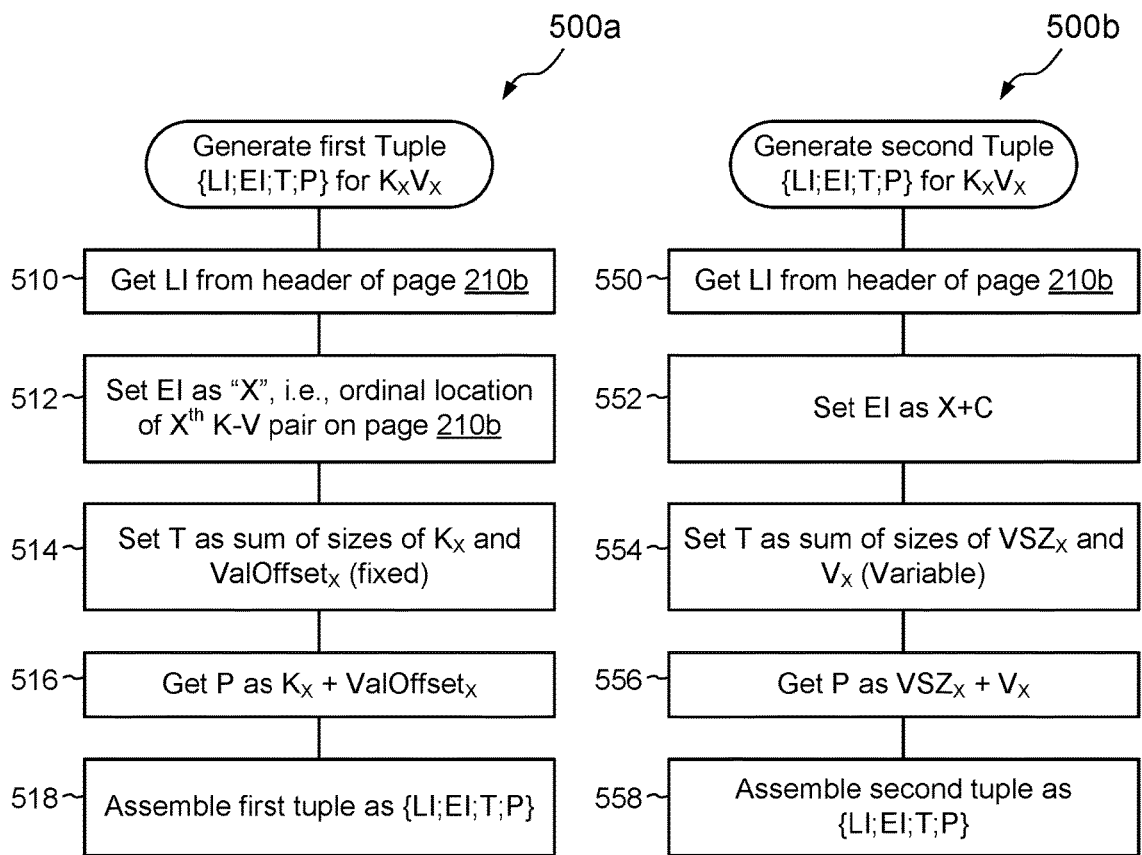 500a
Generate first Tuple
{LI;EI;T;P} for KXVX
510
Get LI from header of page 210b
512
Set EI as “X”, i.e., ordinal location
of Xth K-V pair on page 210b
514
Set T as sum of sizes of KX and
ValOffsetX (fixed)
516
Get P as KX + ValOffsetX
518
Assemble first tuple as {LI;EI;T;P}
500b
Generate second Tuple
{LI;EI;T;P} for KXVX
550
Get LI from header of page 210b
552
Set EI as X+C
554
Set T as sum of sizes of VSZX and
VX (Variable)
556
Get P as VSZX + VX
558
Assemble second tuple as
{LI;EI;T;P}